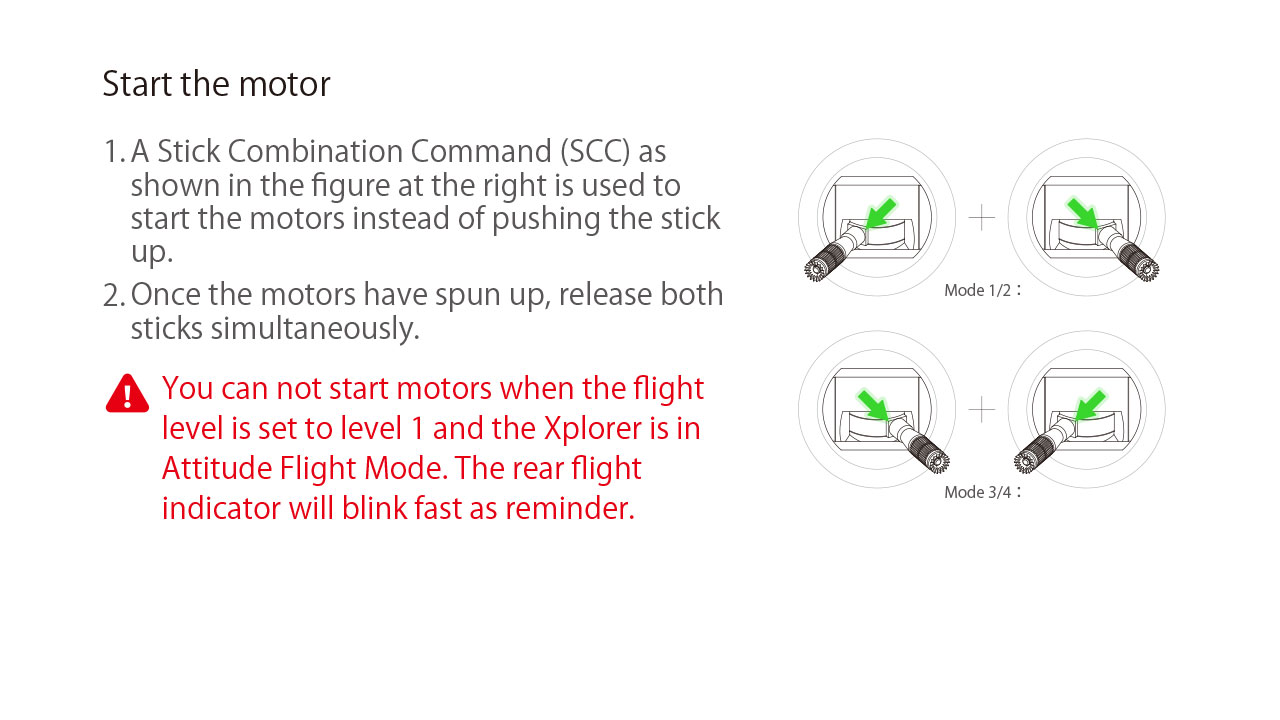 Start the motor
1. A Stick Combination Command (SCC) as
shown in the figure at the right is used to
start the motors instead of pushing the stick
up.
2. Once the motors have spun up, release both
sticks simultaneously.
You can not start motors when the flight
level is set to level 1 and the Xplorer is in
Attitude Flight Mode. The rear flight
indicator will blink fast as reminder.
Mode 1/2：
Mode 3/4：